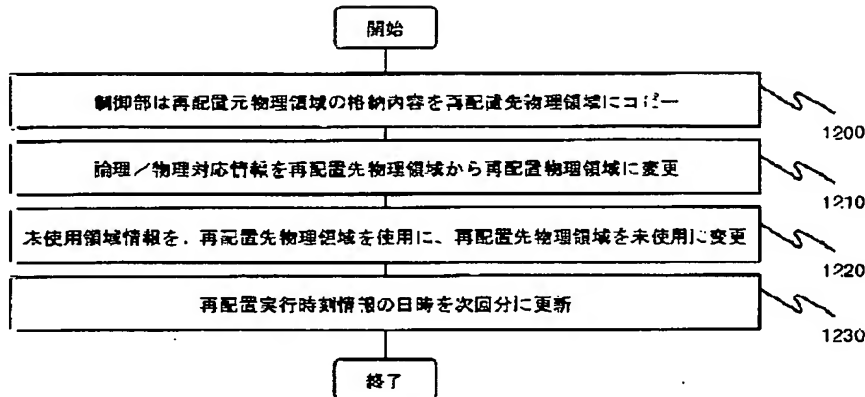 開始
制御部は再配置元物理領域の格納内容を再配置先物理領域にコピー
1200
論理／物理対応情報を再配置先物理領域から再配置物理領域に変更
1210
未使用領域情報を、再配置先物理領域を使用に、再配置先物理領域を未使用に変更
1220
再配置実行時刻情報の日時を次回分に更新
1230
終了